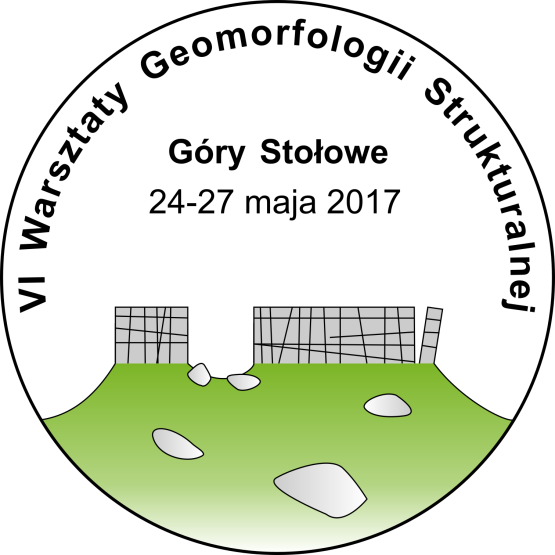 VI Warsztaty Geomorfologii Strukturalnej
Góry Stołowe
24-27 maja 2017